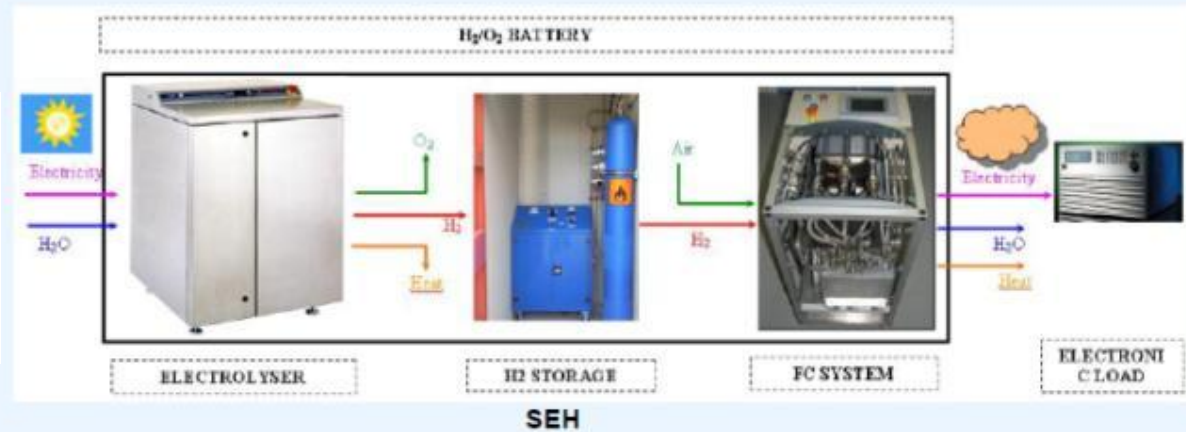 H₂/O₂ BATTERY
Electricity
H₂O
O₂
H₂
Heat
Air
H₂
Electricity
H₂O
Heat
ELECTROLYSER
H2 STORAGE
FC SYSTEM
ELECTRONI
C LOAD
SEH